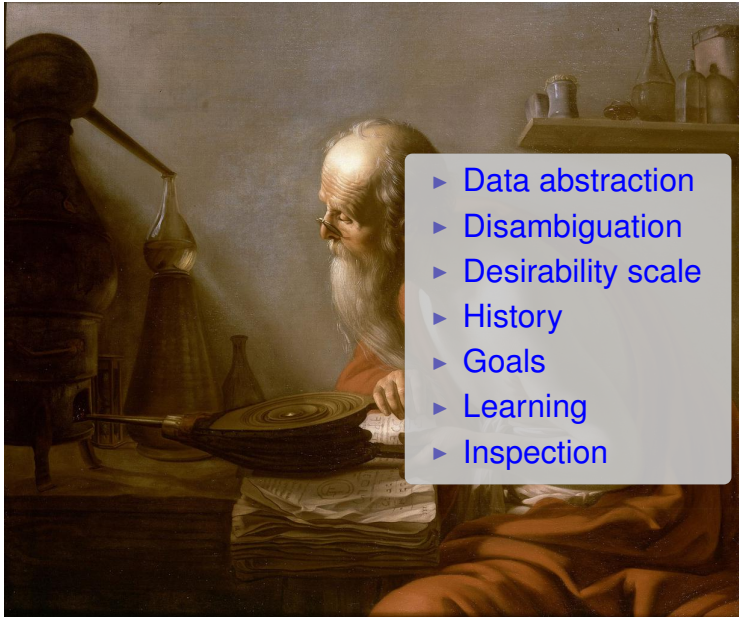 Data abstraction
Disambiguation
Desirability scale
History
Goals
Learning
Inspection